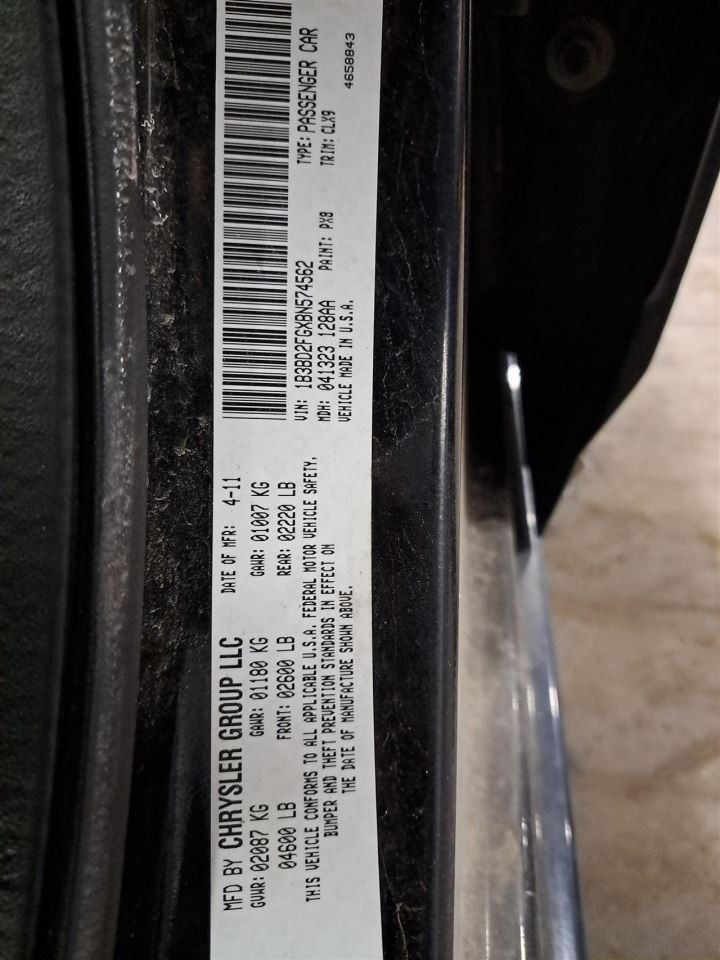 MFD BY CHRYSLER GROUP LLC DATE OF MFR: 4-11
GVWR: 02087 KG GAWR: 01180 KG GAWR: 01007 KG
04600 LB FRONT: 02600 LB REAR: 02220 LB
THIS VEHICLE CONFORMS TO ALL APPLICABLE U.S.A. FEDERAL MOTOR VEHICLE SAFETY,
BUMPER AND THEFT PREVENTION STANDARDS IN EFFECT ON
THE DATE OF MANUFACTURE SHOWN ABOVE.
VIN: 1B3BD2FGXBN574562 TYPE: PASSENGER CAR
MDH: 041323 128AA PAINT: PX8 TRIM: CLX9
VEHICLE MADE IN U.S.A. 4658843